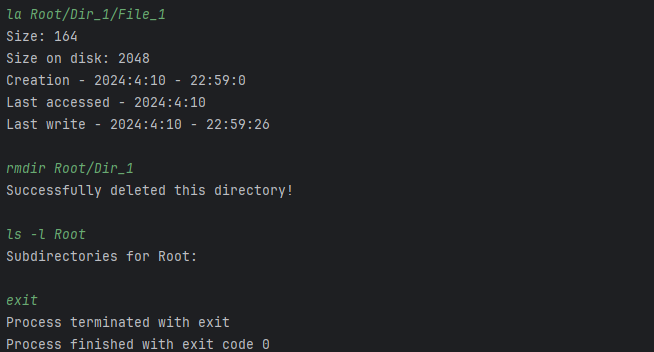 la Root/Dir_1/File_1
Size: 164
Size on disk: 2048
Creation - 2024:4:10 - 22:59:0
Last accessed - 2024:4:10
Last write - 2024:4:10 - 22:59:26
rmdir Root/Dir_1
Successfully deleted this directory!
ls -l Root
Subdirectories for Root:
exit
Process terminated with exit
Process finished with exit code 0